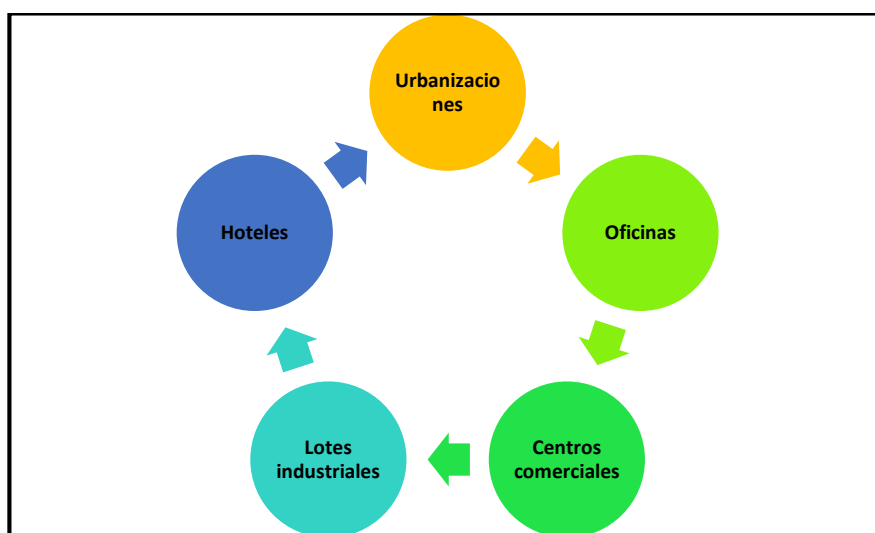 Urbanizacio
nes
Oficinas
Centros
comerciales
Lotes
industriales
Hoteles